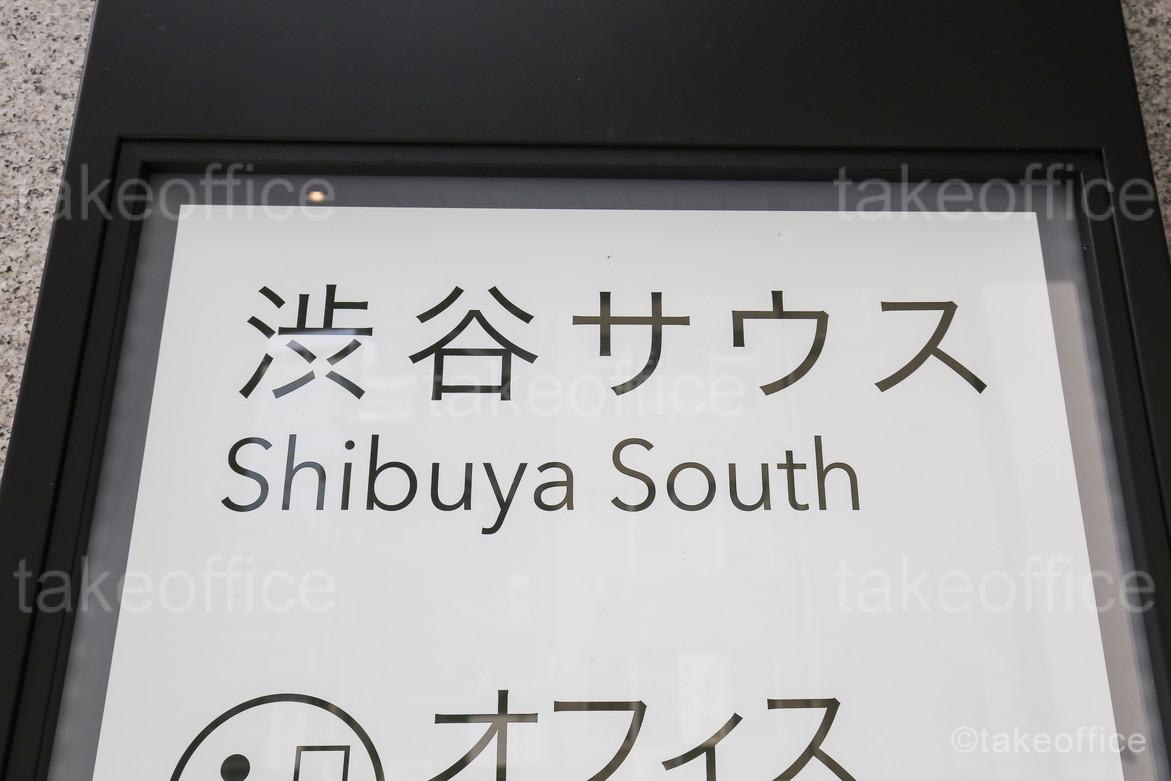 takeoffice takeoffice
渋谷サウス
takeoffice
Shibuya South
takeoffice takeoffice
オフィス
©takeoffice